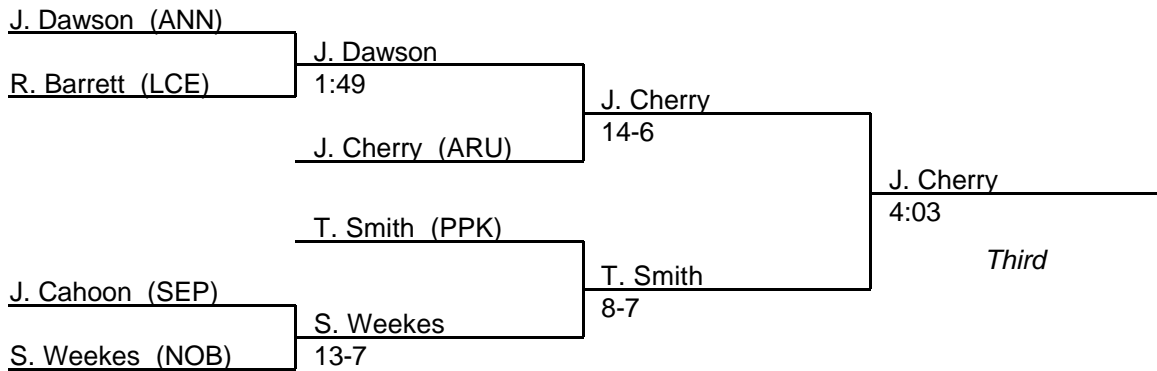 J. Dawson (ANN)
J. Dawson
R. Barrett (LCE)
1:49
J. Cherry
14-6
J. Cherry (ARU)
J. Cherry
4:03
T. Smith (PPK)
Third
T. Smith
J. Cahoon (SEP)
8-7
S. Weekes
S. Weekes (NOB)
13-7